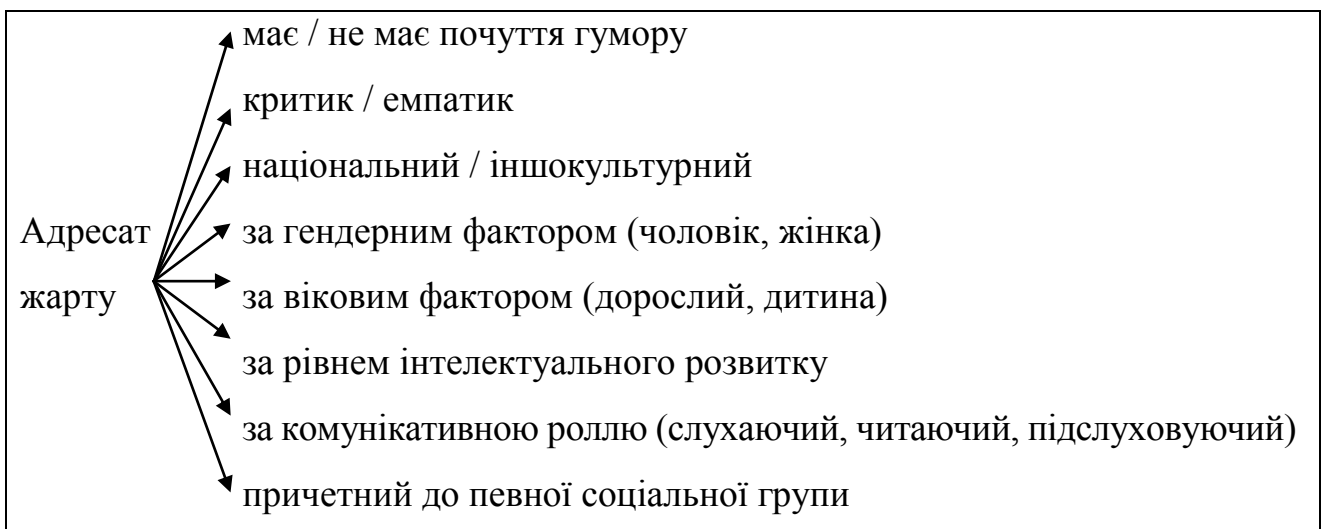 має / не має почуття гумору
критик / емпатик
національний / іншокультурний
Адресат
за гендерним фактором (чоловік, жінка)
жарту
за віковим фактором (дорослий, дитина)
за рівнем інтелектуального розвитку
за комунікативною роллю (слухаючий, читаючий, підслуховуючий)
причетний до певної соціальної групи